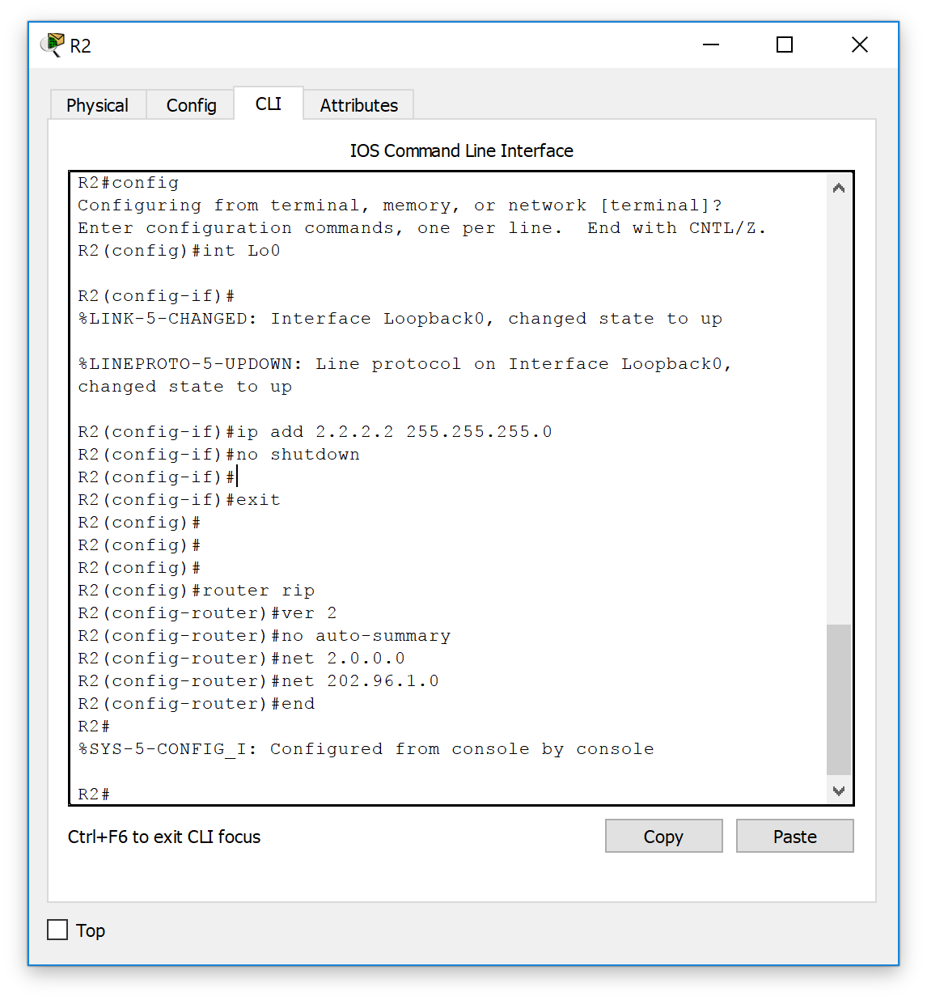 R2
Physical
Config
CLI
Attributes
IOS Command Line Interface
R2#config
Configuring from terminal, memory, or network [terminal]?
Enter configuration commands, one per line.  End with CNTL/Z.
R2(config)#int Lo0
R2(config-if)#
%LINK-5-CHANGED: Interface Loopback0, changed state to up
%LINEPROTO-5-UPDOWN: Line protocol on Interface Loopback0,
changed state to up
R2(config-if)#ip add 2.2.2.2 255.255.255.0
R2(config-if)#no shutdown
R2(config-if)#
R2(config-if)#exit
R2(config)#
R2(config)#
R2(config)#
R2(config)#router rip
R2(config-router)#ver 2
R2(config-router)#no auto-summary
R2(config-router)#net 2.0.0.0
R2(config-router)#net 202.96.1.0
R2(config-router)#end
R2#
%SYS-5-CONFIG_I: Configured from console by console
R2#
Ctrl+F6 to exit CLI focus
Copy
Paste
Top